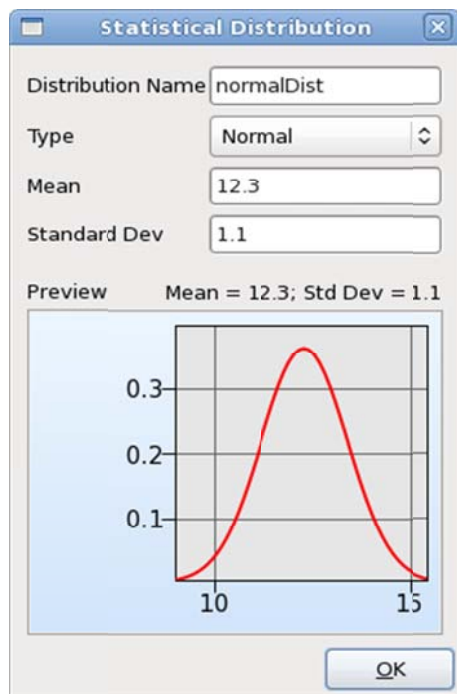 Statistical Distribution
Distribution Name normalDist
Type Normal
Mean 12.3
Standard Dev 1.1
Preview Mean = 12.3; Std Dev = 1.1
0.3
0.2
0.1
10 15
OK